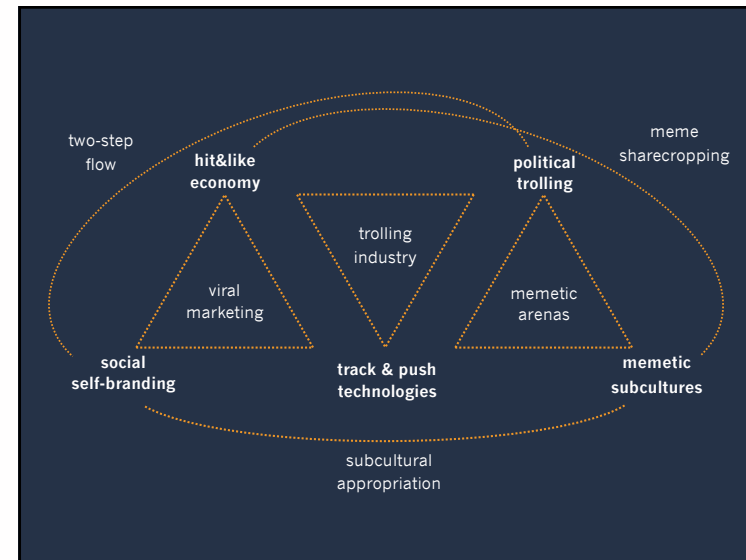 two-step
flow
meme
sharecropping
hit&like
economy
political
trolling
trolling
industry
viral
marketing
memetic
arenas
social
self-branding
track & push
technologies
memetic
subcultures
subcultural
appropriation